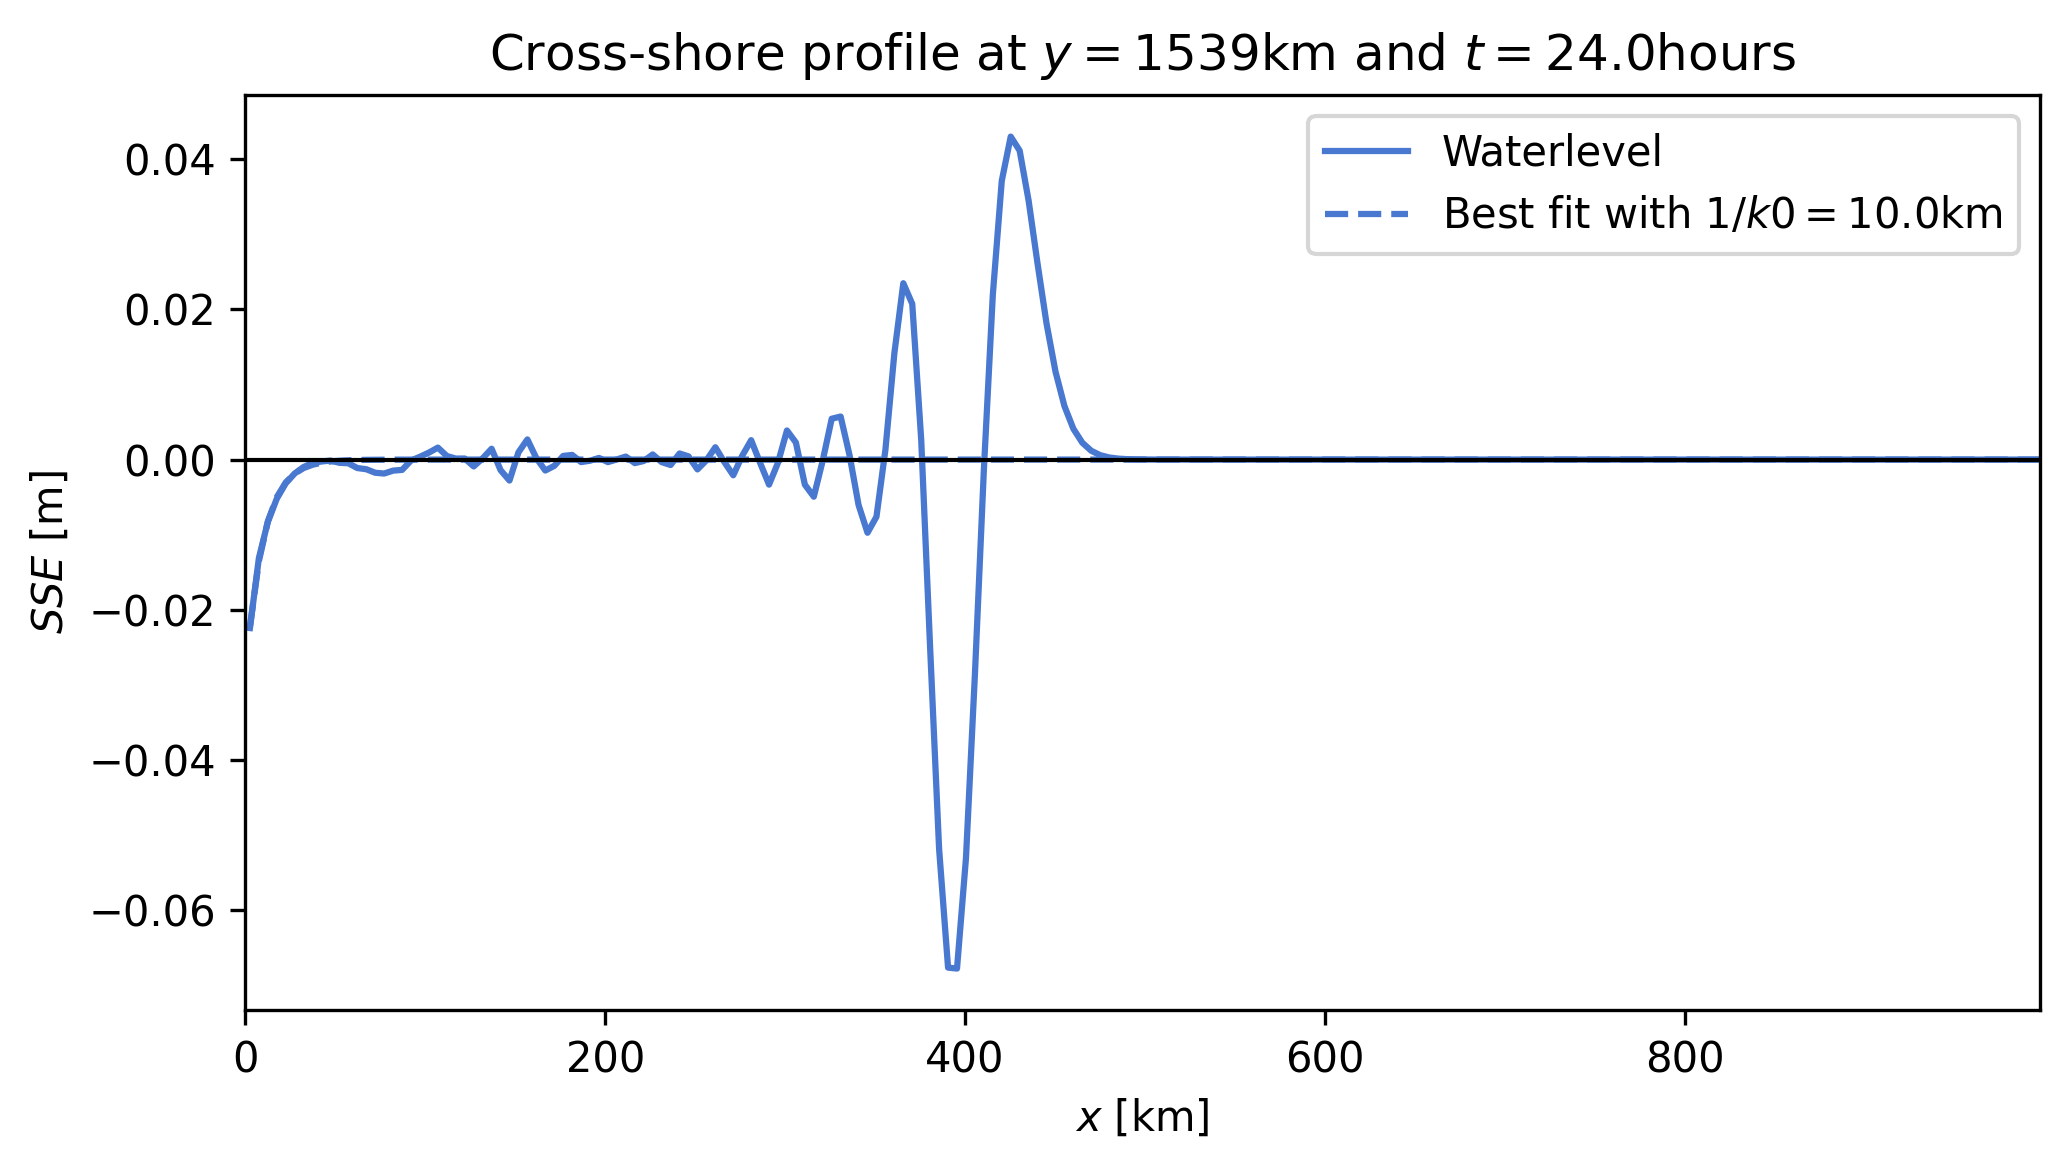 Cross-shore profile at y = 1539km and t = 24.0hours
Waterlevel
Best fit with 1/k0 = 10.0km
SSE [m]
0.04
0.02
0.00
−0.02
−0.04
−0.06
0 200 400 600 800
x [km]